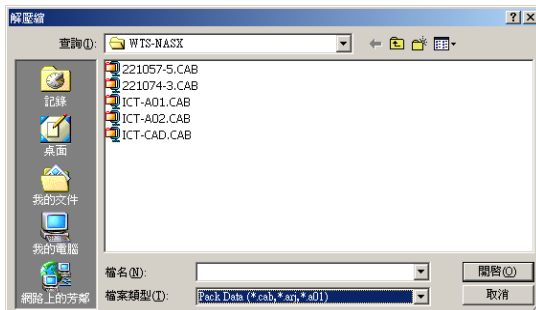 解壓縮
查詢(I): WTS-NASX
221057-5.CAB
221074-3.CAB
ICT-A01.CAB
ICT-A02.CAB
ICT-CAD.CAB
記錄
桌面
我的文件
我的電腦
網路上的芳鄰
檔名(N): 開啓(O)
檔案類型(T): Pack Data (*.cab,*.arj,*.a01) 取消